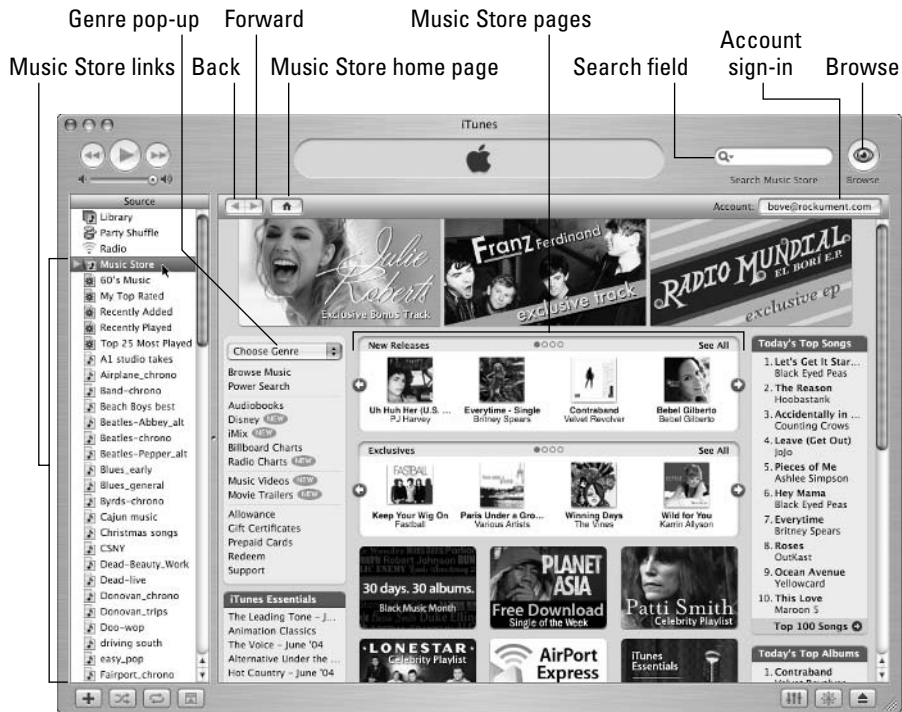 Genre pop-up
Forward
Music Store pages
Account
sign-in
Music Store links
Back
Music Store home page
Search field
Browse
iTunes
Search Music Store
Browse
Source
Library
Party Shuffle
Radio
Music Store
60's Music
My Top Rated
Recently Added
Recently Played
Top 25 Most Played
A1 studio takes
Airplane_chrono
Band-chrono
Beach Boys best
Beatles-Abbey_alt
Beatles-chrono
Beatles-Pepper_alt
Blues_early
Blues_general
Byrds-chrono
Cajun music
Christmas songs
CSNY
Dead-Beauty_Work
Dead-live
Donovan_chrono
Donovan_trips
Doo-wop
driving south
easy_pop
Fairport_chrono
Account:
bove@rockument.com
Julie
Roberts
Exclusive Bonus Track
Franz Ferdinand
exclusive track
RADIO MUNDIAL
EL BORÍ E.P.
exclusive ep
Choose Genre
Browse Music
Power Search
Audiobooks
Disney NEW
iMix NEW
Billboard Charts
Radio Charts NEW
Music Videos NEW
Movie Trailers NEW
Allowance
Gift Certificates
Prepaid Cards
Redeem
Support
iTunes Essentials
The Leading Tone – J...
Animation Classics
The Voice – June '04
Alternative Under the ...
Hot Country – June '04
New Releases
See All
Uh Huh Her (U.S. ...
PJ Harvey
Everytime - Single
Britney Spears
Contraband
Velvet Revolver
Bebel Gilberto
Bebel Gilberto
Exclusives
See All
FASTBALL
Keep Your Wig On
Fastball
Paris Under a Gro...
Various Artists
Winning Days
The Vines
Wild for You
Karrin Allyson
30 days. 30 albums.
Black Music Month
PLANET
ASIA
Free Download
Single of the Week
Patti Smith
Celebrity Playlist
LONESTAR
Celebrity Playlist
AirPort
Express
iTunes
Essentials
Today's Top Songs
1. Let's Get It Star...
Black Eyed Peas
2. The Reason
Hoobastank
3. Accidentally in ...
Counting Crows
4. Leave (Get Out)
JoJo
5. Pieces of Me
Ashlee Simpson
6. Hey Mama
Black Eyed Peas
7. Everytime
Britney Spears
8. Roses
OutKast
9. Ocean Avenue
Yellowcard
10. This Love
Maroon 5
Top 100 Songs
Today's Top Albums
1. Contraband
Velvet Revolver